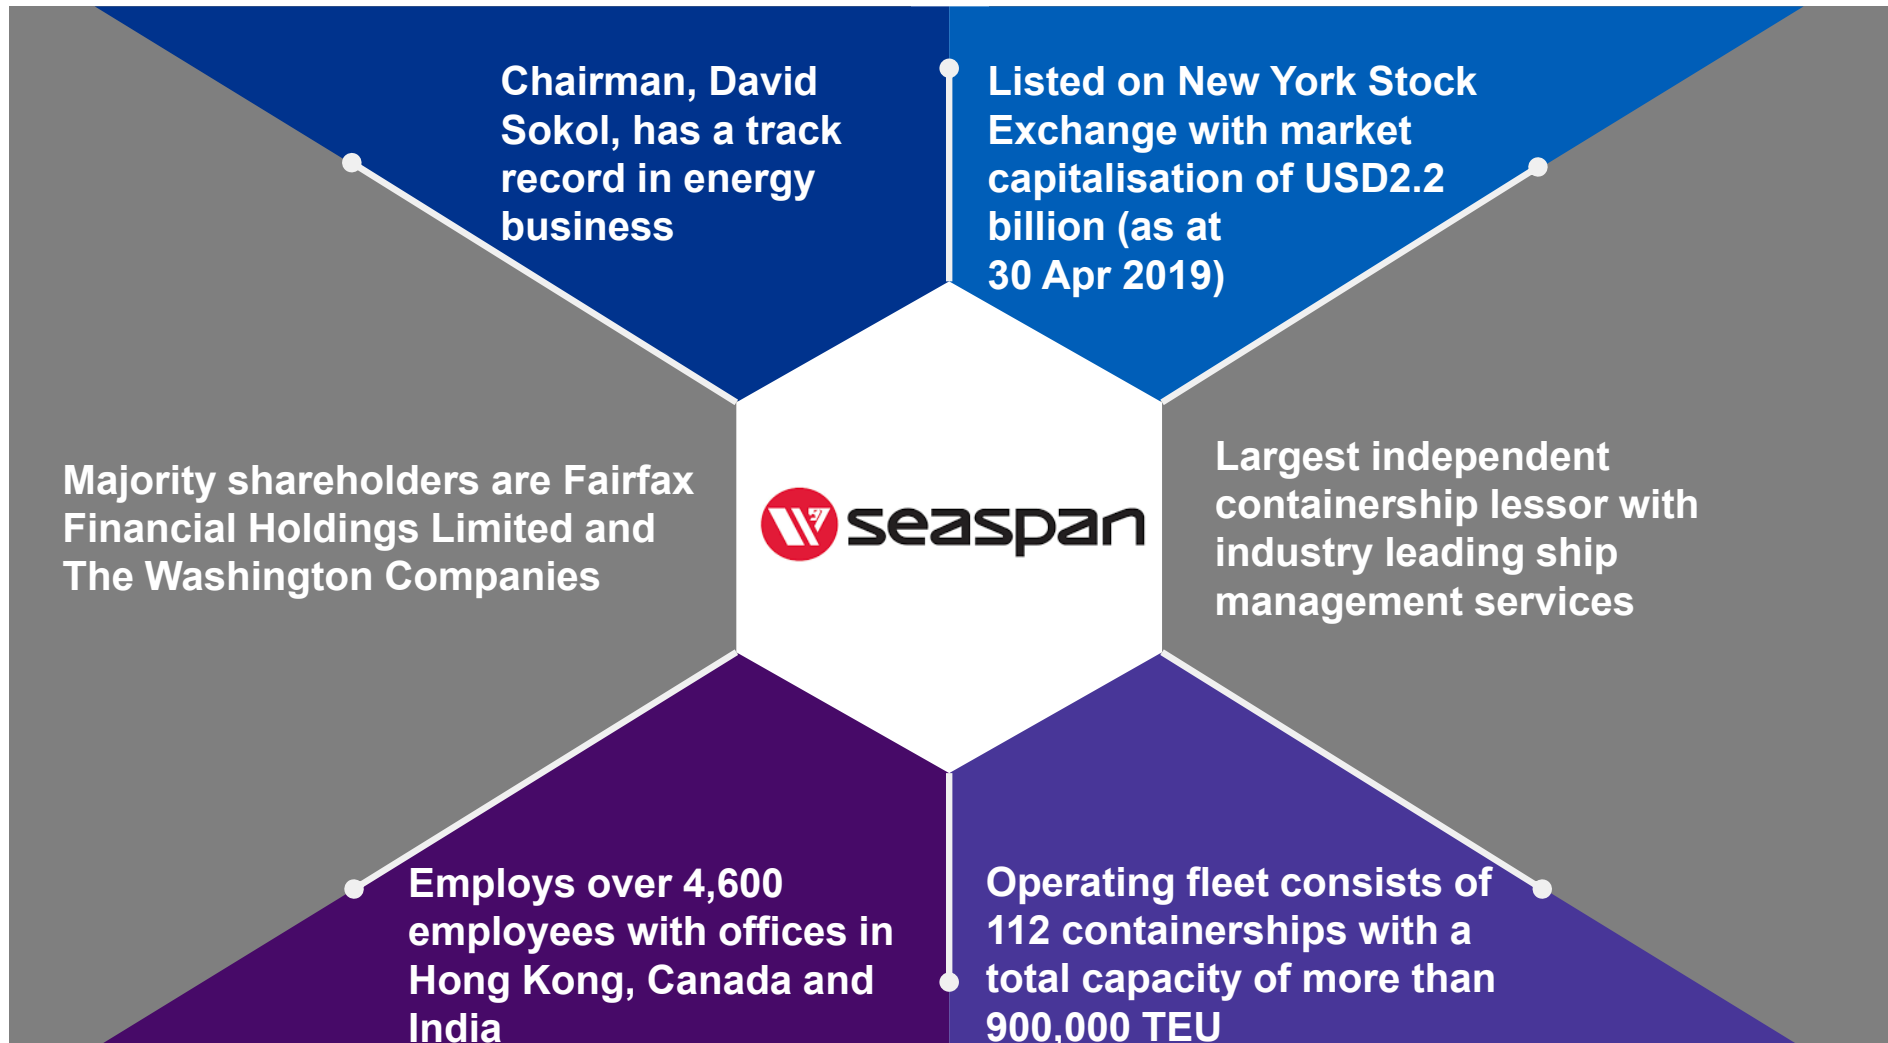 Chairman, David
Sokol, has a track
record in energy
business
Listed on New York Stock
Exchange with market
capitalisation of USD2.2
billion (as at
30 Apr 2019)
Majority shareholders are Fairfax
Financial Holdings Limited and
The Washington Companies
seaspan
Largest independent
containership lessor with
industry leading ship
management services
Employs over 4,600
employees with offices in
Hong Kong, Canada and
India
Operating fleet consists of
112 containerships with a
total capacity of more than
900,000 TEU